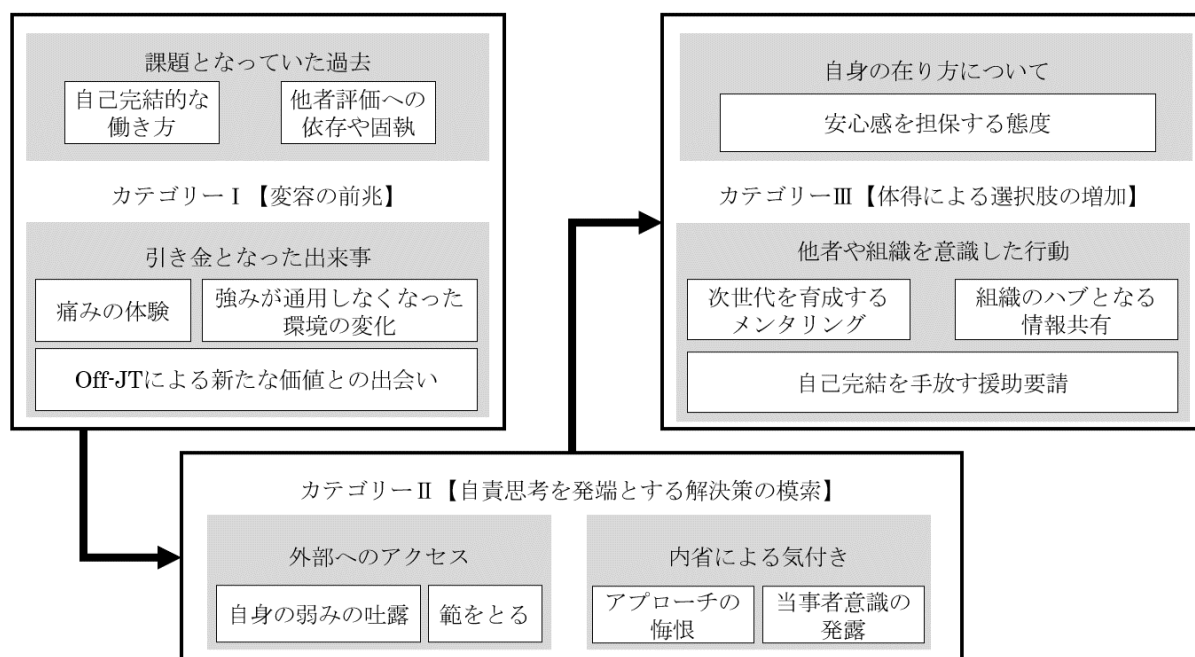 課題となっていた過去
自己完結的な
働き方
他者評価への
依存や固執
カテゴリーⅠ【変容の前兆】
引き金となった出来事
痛みの体験
強みが通用しなくなった
環境の変化
Off-JTによる新たな価値との出会い
カテゴリーⅡ【自責思考を発端とする解決策の模索】
外部へのアクセス
自身の弱みの吐露
範をとる
内省による気付き
アプローチの
悔恨
当事者意識の
発露
自身の在り方について
安心感を担保する態度
カテゴリーⅢ【体得による選択肢の増加】
他者や組織を意識した行動
次世代を育成する
メンタリング
組織のハブとなる
情報共有
自己完結を手放す援助要請